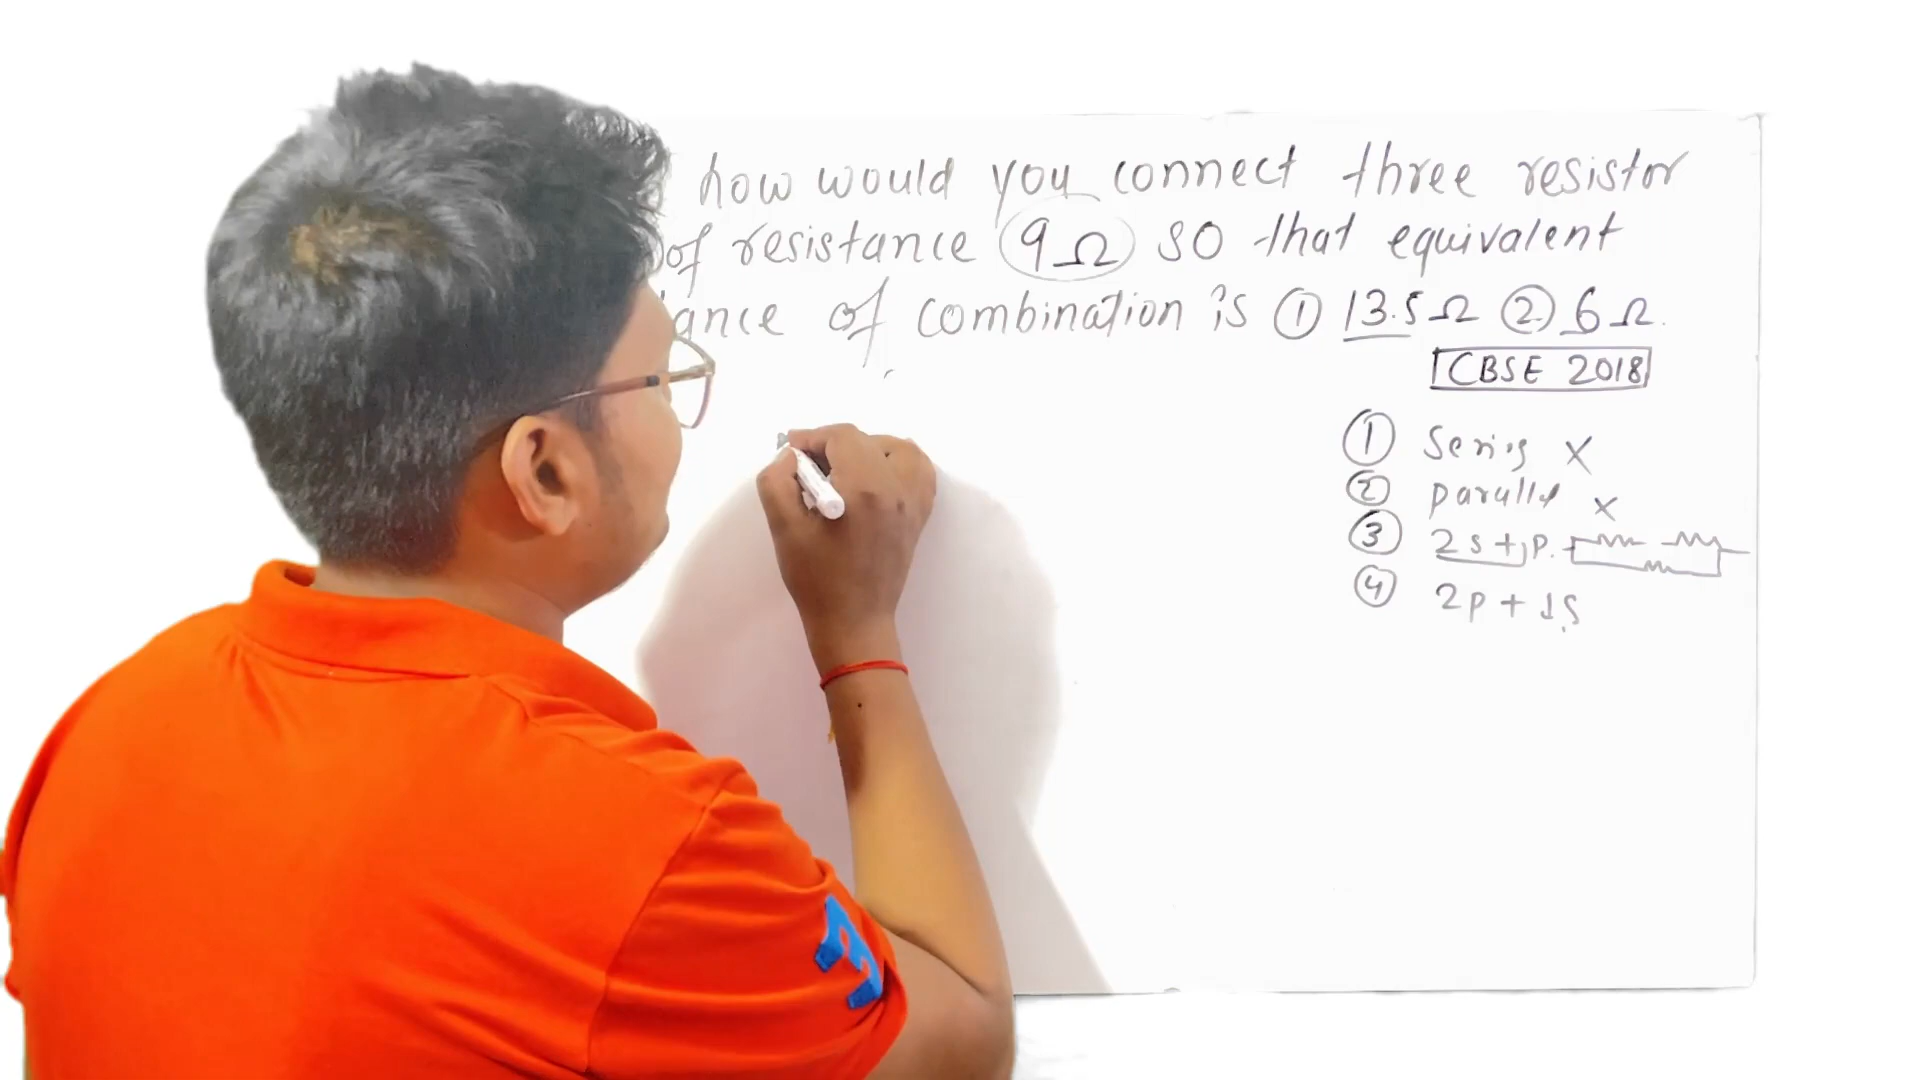 how would you connect three resistor
of resistance 9Ω so that equivalent
ance of combination is ① 13.5Ω ② 6Ω.
CBSE 2018
① Series X
② parallel X
③ 2s+1p.
④ 2p + 1s